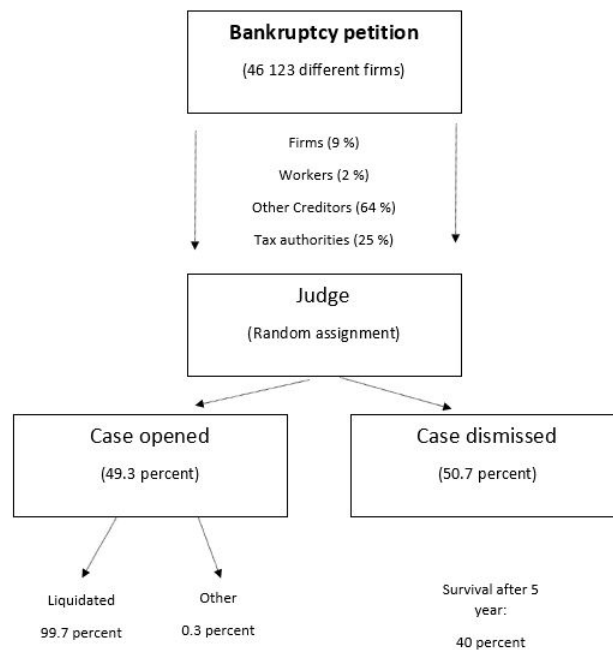 Bankruptcy petition
(46 123 different firms)
Firms (9 %)
Workers (2 %)
Other Creditors (64 %)
Tax authorities (25 %)
Judge
(Random assignment)
Case opened
(49.3 percent)
Case dismissed
(50.7 percent)
Liquidated
99.7 percent
Other
0.3 percent
Survival after 5
year:
40 percent